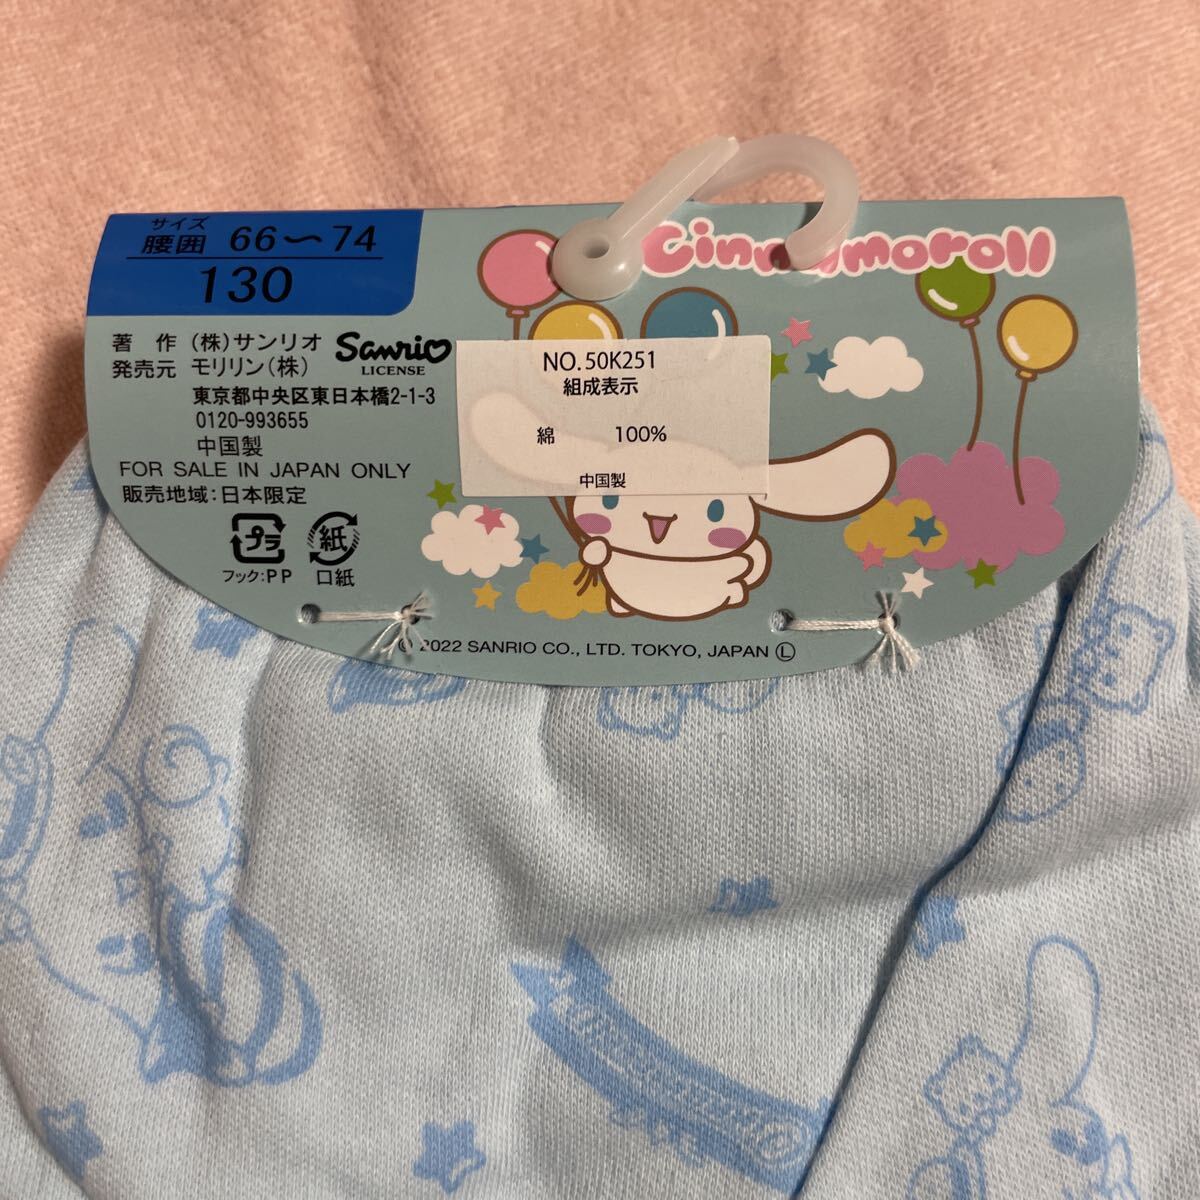 サイズ
腰囲 66〜74
130
Cinnamoroll
著 作 (株)サンリオ
発売元 モリリン(株)
Sanrio
LICENSE
東京都中央区東日本橋2-1-3
0120-993655
中国製
FOR SALE IN JAPAN ONLY
販売地域:日本限定
プラ
フック:PP
紙
口紙
NO.50K251
組成表示
綿 100%
中国製
© 2022 SANRIO CO., LTD. TOKYO, JAPAN Ⓛ